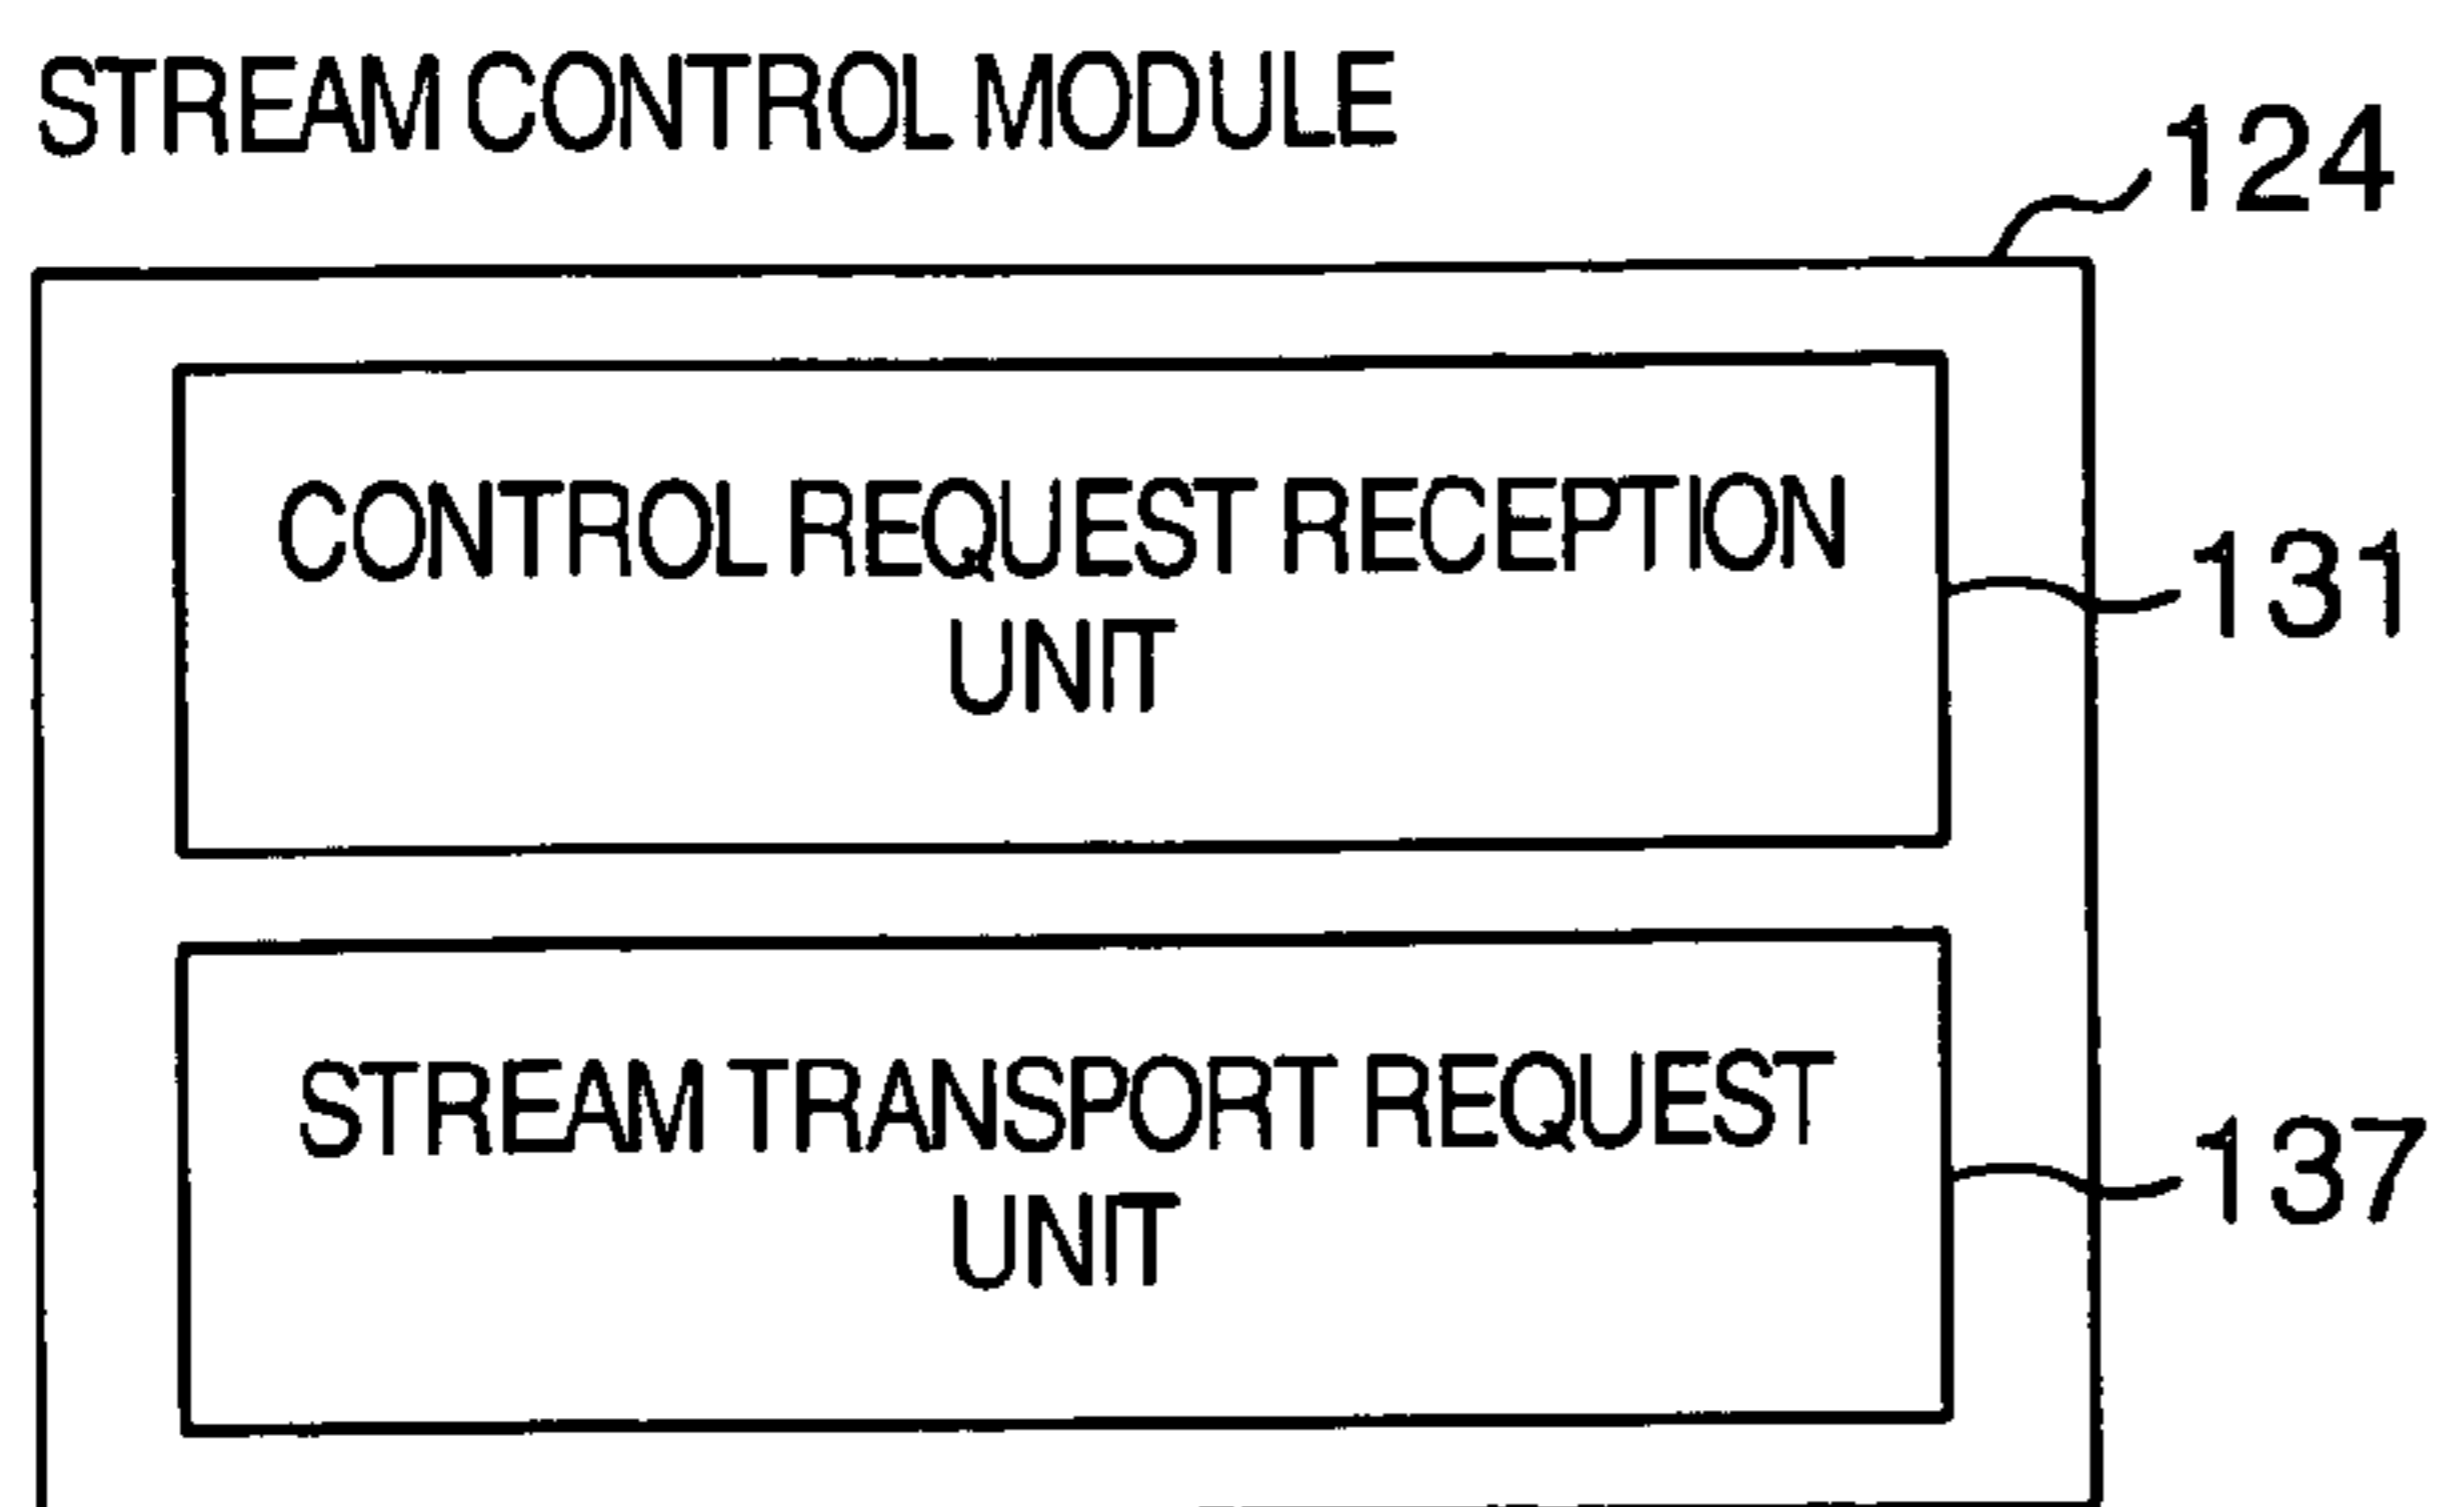 STREAM CONTROL MODULE
124
CONTROL REQUEST RECEPTION
UNIT
131
STREAM TRANSPORT REQUEST
UNIT
137